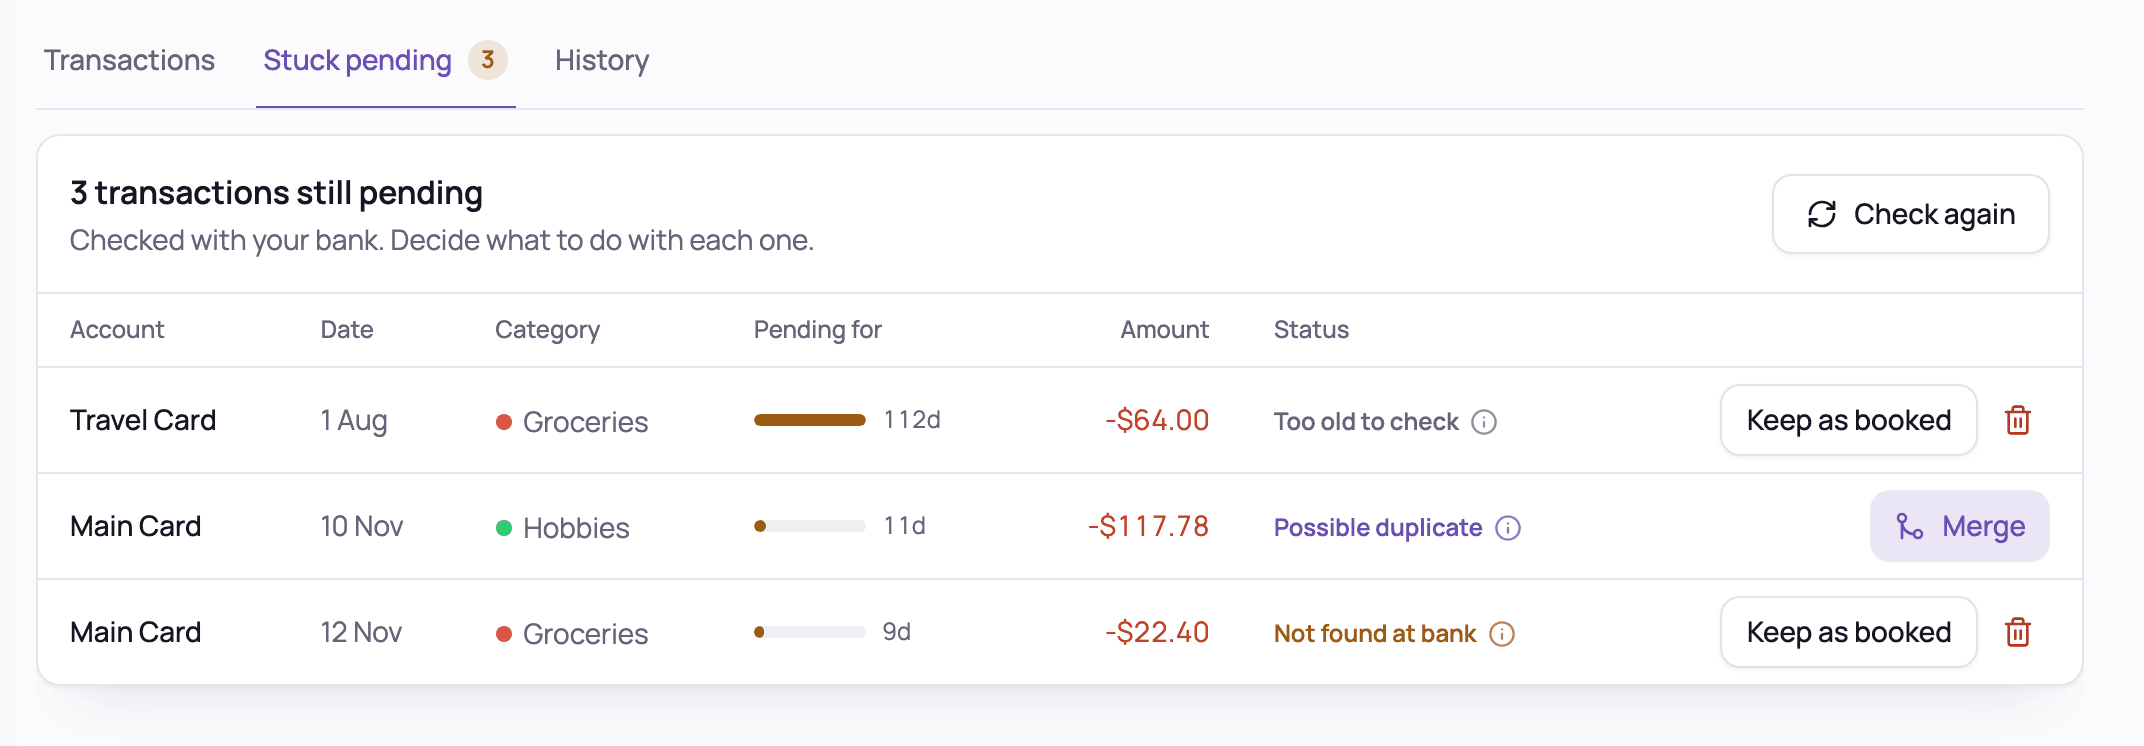 Transactions Stuck pending 3 History
3 transactions still pending
Checked with your bank. Decide what to do with each one.
Check again
Account Date Category Pending for Amount Status
Travel Card 1 Aug Groceries 112d -$64.00 Too old to check Keep as booked
Main Card 10 Nov Hobbies 11d -$117.78 Possible duplicate Merge
Main Card 12 Nov Groceries 9d -$22.40 Not found at bank Keep as booked